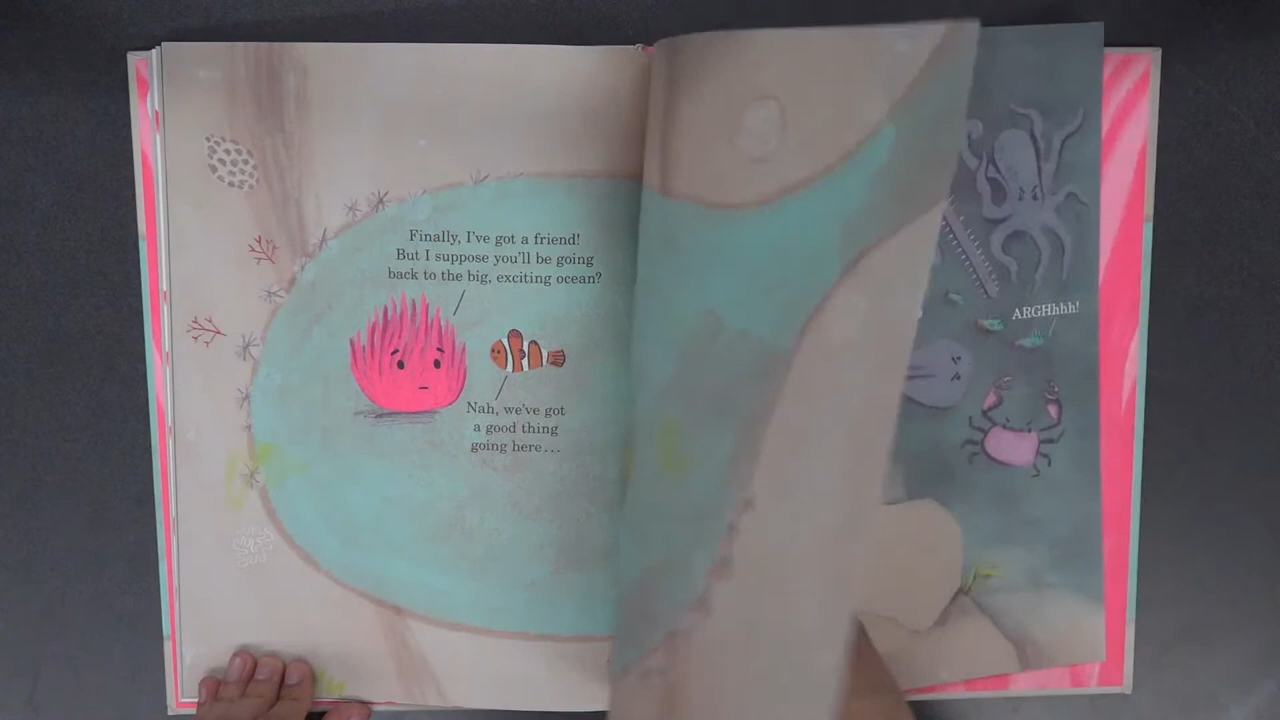 Finally, I've got a friend!
But I suppose you'll be going
back to the big, exciting ocean?
Nah, we've got
a good thing
going here...
ARGHhhh!